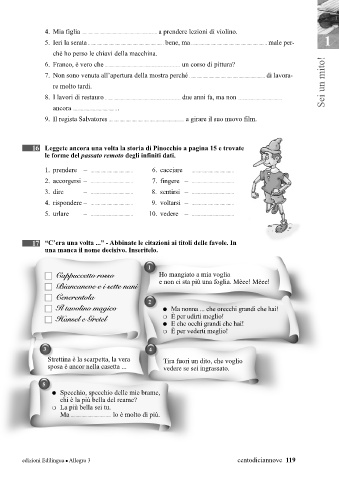 4. Mia figlia .............................................. a prendere lezioni di violino.
5. Ieri la serata .............................................. bene, ma .............................................. male per-
ché ho perso le chiavi della macchina.
6. Franco, è vero che .............................................. un corso di pittura?
7. Non sono venuta all'apertura della mostra perché .............................................. di lavora-
re molto tardi.
8. I lavori di restauro .............................................. due anni fa, ma non ............................
ancora ............................
9. Il regista Salvatores .............................................. a girare il suo nuovo film.
1
Sei un mito!
16 Leggete ancora una volta la storia di Pinocchio a pagina 15 e trovate
le forme del passato remoto degli infiniti dati.
1. prendere – ............................ 6. cacciare ............................
2. accorgersi – ............................ 7. fingere – ............................
3. dire – ............................ 8. sentirsi – ............................
4. rispondere – ............................ 9. voltarsi – ............................
5. urlare – ............................ 10. vedere – ............................
17 "C'era una volta ..." - Abbinate le citazioni ai titoli delle favole. In
una manca il nome decisivo. Inseritelo.
□ Cappuccetto rosso
□ Biancaneve e i sette nani
□ Cenerentola
□ Il tavolino magico
□ Hansel e Gretel
1
Ho mangiato a mia voglia
e non ci sta più una foglia. Mèee! Mèee!
2
● Ma nonna ... che orecchi grandi che hai!
❍ È per udirti meglio!
● E che occhi grandi che hai!
❍ È per vederti meglio!
3
Strettina è la scarpetta, la vera
sposa è ancor nella casetta ...
4
Tira fuori un dito, che voglio
vedere se sei ingrassato.
5
● Specchio, specchio delle mie brame,
chi è la più bella del reame?
❍ La più bella sei tu.
Ma ............................ lo è molto di più.
edizioni Edilingua ● Allegro 3
centodiciannove 119